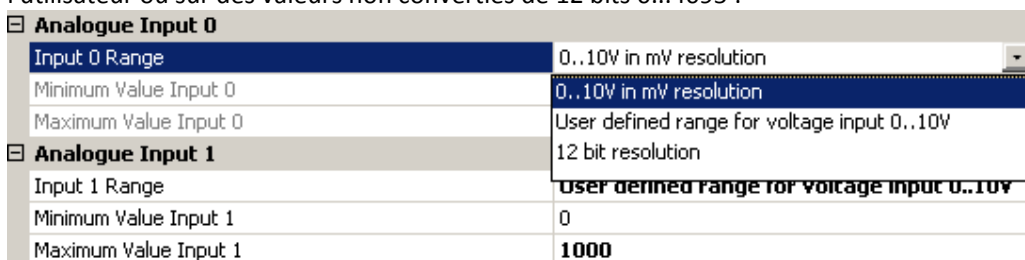 l'utilisateur ou sur des valeurs non converties de 12 bits 0... 4095 :
Analogue Input 0
Input 0 Range 0..10V in mV resolution
Minimum Value Input 0 0..10V in mV resolution
Maximum Value Input 0 User defined range for voltage input 0..10V
Analogue Input 1 12 bit resolution
Input 1 Range User defined range for voltage input 0..10V
Minimum Value Input 1 0
Maximum Value Input 1 1000